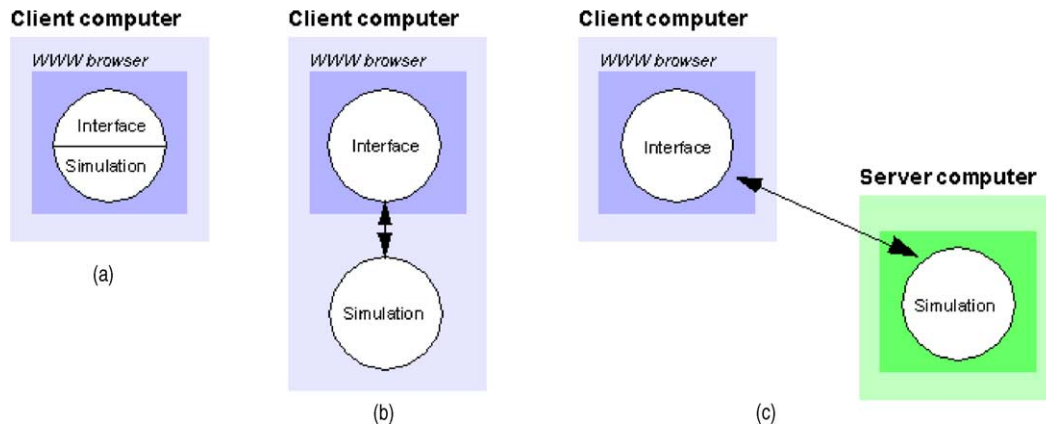 Client computer
WWW browser
Interface
Simulation
(a)
Client computer
WWW browser
Interface
Simulation
(b)
Client computer
WWW browser
Interface
Server computer
Simulation
(c)